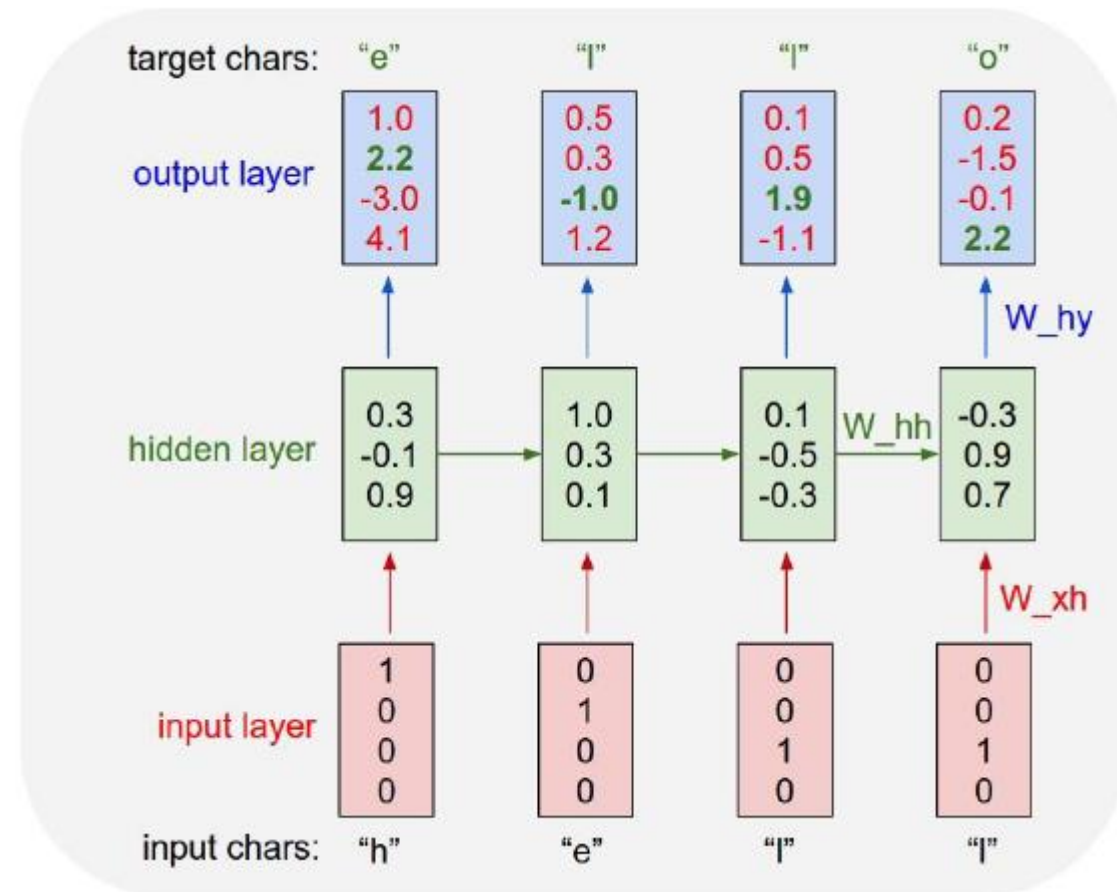 target chars: “e” “l” “l” “o”
1.0 0.5 0.1 0.2
2.2 0.3 0.5 -1.5
output layer
-3.0 -1.0 1.9 -0.1
4.1 1.2 -1.1 2.2
W_hy
0.3 1.0 0.1 -0.3
W_hh
hidden layer -0.1 0.3 -0.5 0.9
0.9 0.1 -0.3 0.7
W_xh
1 0 0 0
0 1 0 0
input layer
0 0 1 1
0 0 0 0
input chars: “h” “e” “l” “l”